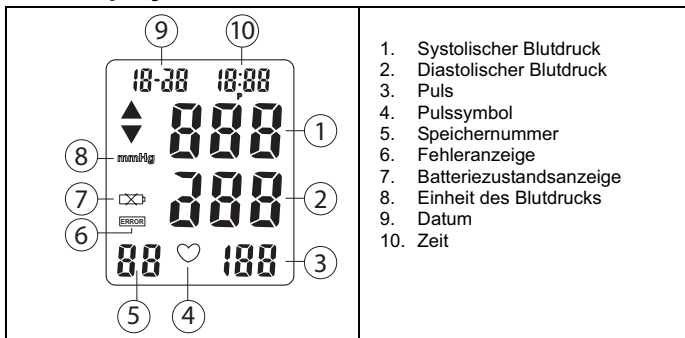 9 10
18-38 18:88
P
888
1
8 mmHg
7
388
2
6 ERROR
88 188
3
5 4
1. Systolischer Blutdruck
2. Diastolischer Blutdruck
3. Puls
4. Pulssymbol
5. Speichernummer
6. Fehleranzeige
7. Batteriezustandsanzeige
8. Einheit des Blutdrucks
9. Datum
10. Zeit